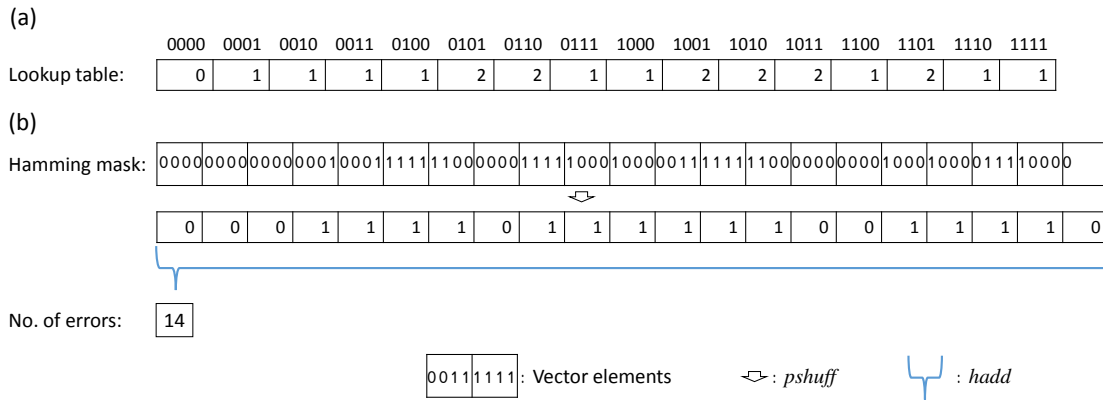 (a)
0000 0001 0010 0011 0100 0101 0110 0111 1000 1001 1010 1011 1100 1101 1110 1111
Lookup table: 0 1 1 1 1 2 2 1 1 2 2 2 1 2 1 1
(b)
Hamming mask: 0000 0000 0000 0001 0001 1111 1100 0000 1111 1000 1000 0011 1111 1100 0000 0000 1000 1000 0111 1000 0
0 0 0 1 1 1 1 0 1 1 1 1 1 1 0 0 1 1 1 1 0
No. of errors: 14
0011 1111 : Vector elements : pshuff : hadd